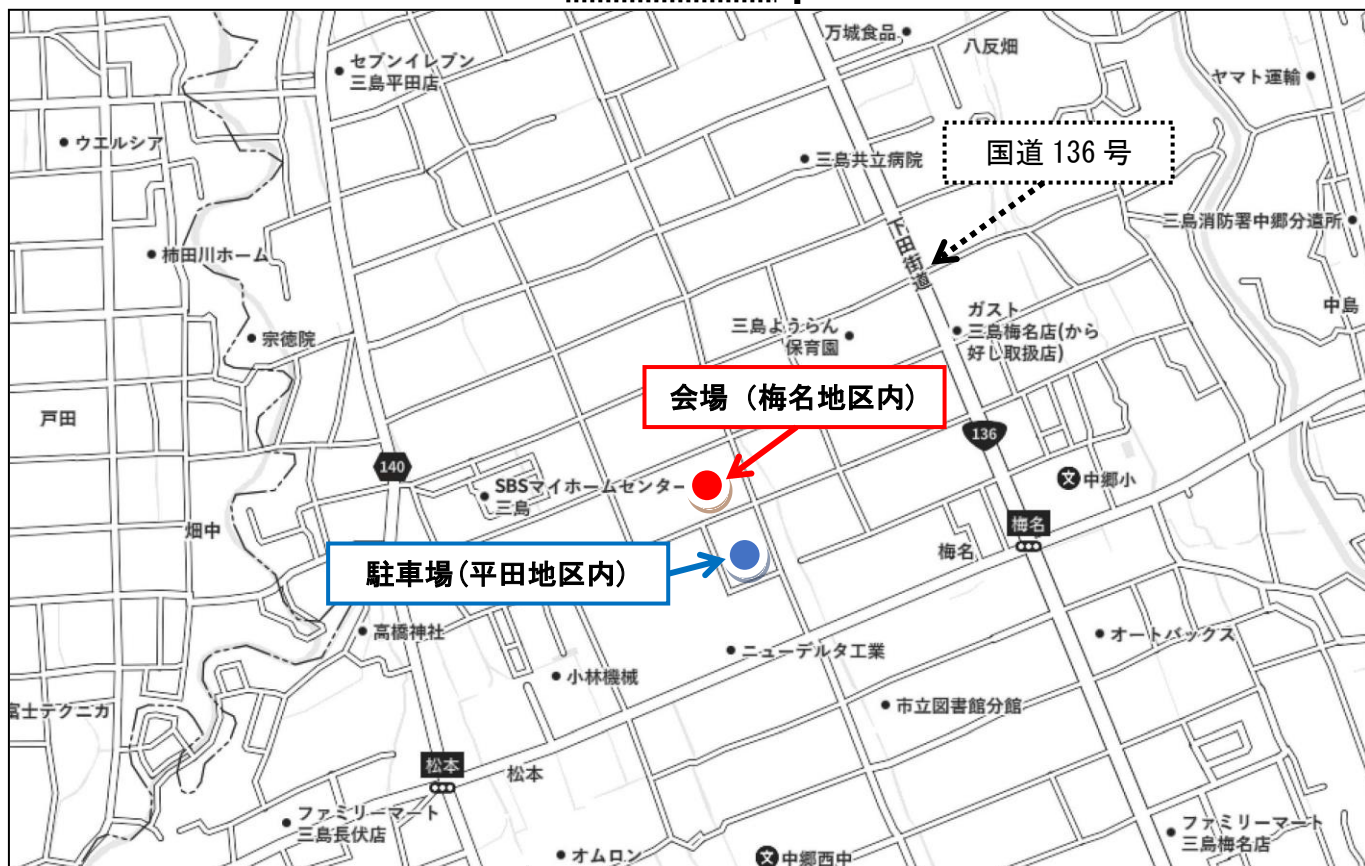 万城食品
八反畑
セブンイレブン
三島平田店
ヤマト運輸
ウエルシア
三島共立病院
国道 136 号
三島消防署中郷分遣所
下田街道
柿田川ホーム
中島
ガスト
三島梅名店(から
好し取扱店)
三島ようらん
保育園
宗徳院
会場（梅名地区内）
戸田
136
140
SBSマイホームセンター
三島
文 中郷小
梅名
畑中
梅名
駐車場(平田地区内)
高橋神社
オートバックス
ニューデルタ工業
小林機械
市立図書館分館
富士テクニカ
松本
松本
ファミリーマート
三島長伏店
ファミリーマート
三島梅名店
オムロン
文 中郷西中